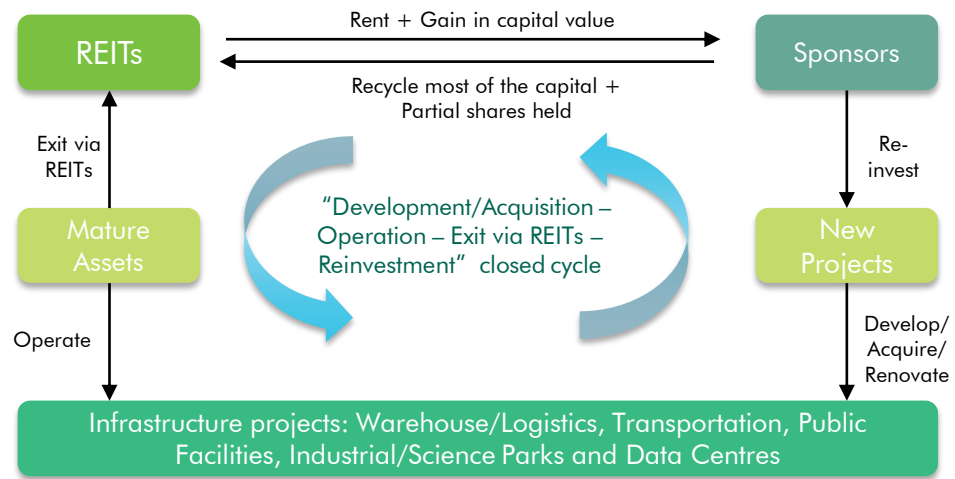 Rent + Gain in capital value
REITs
Sponsors
Recycle most of the capital +
Partial shares held
Exit via
REITs
Re-
invest
Mature
Assets
"Development/Acquisition –
Operation – Exit via REITs –
Reinvestment" closed cycle
New
Projects
Operate
Develop/
Acquire/
Renovate
Infrastructure projects: Warehouse/Logistics, Transportation, Public
Facilities, Industrial/Science Parks and Data Centres